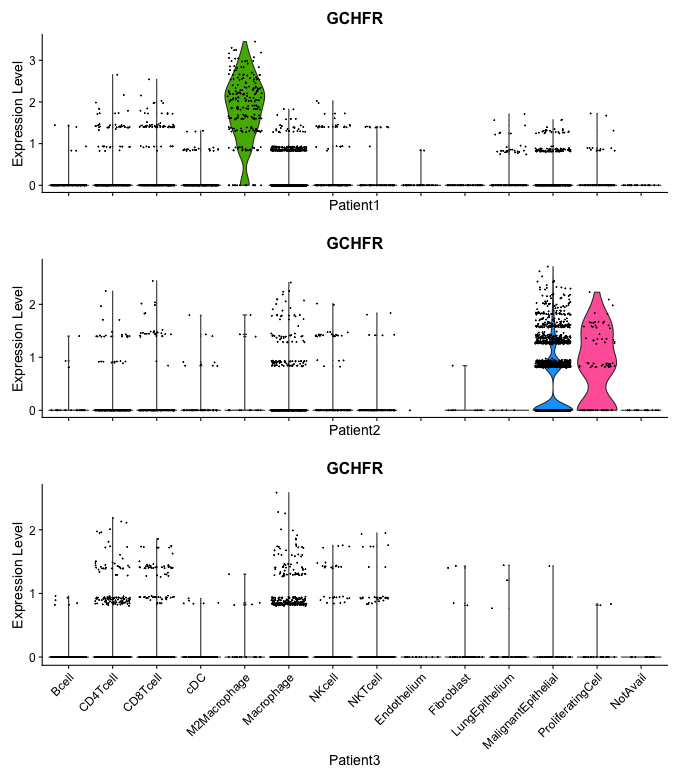 GCHFR
Expression Level
3
2
1
0
Patient1
GCHFR
Expression Level
2
1
0
Patient2
GCHFR
Expression Level
2
1
0
Bcell
CD4Tcell
CD8Tcell
cDC
M2Macrophage
Macrophage
NKcell
NKTcell
Endothelium
Fibroblast
LungEpithelium
MalignantEpithelial
ProliferatingCell
NotAvail
Patient3